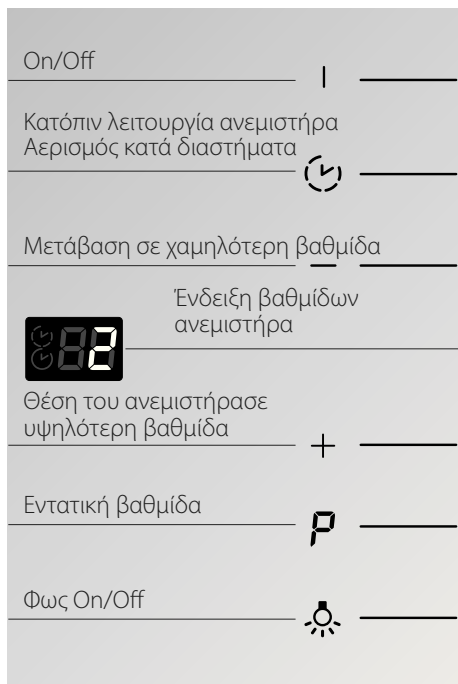 On/Off
|
Κατόπιν λειτουργία ανεμιστήρα
Αερισμός κατά διαστήματα
Μετάβαση σε χαμηλότερη βαθμίδα
−
Ένδειξη βαθμίδων
ανεμιστήρα
2
Θέση του ανεμιστήρασε
υψηλότερη βαθμίδα
+
Εντατική βαθμίδα
P
Φως On/Off